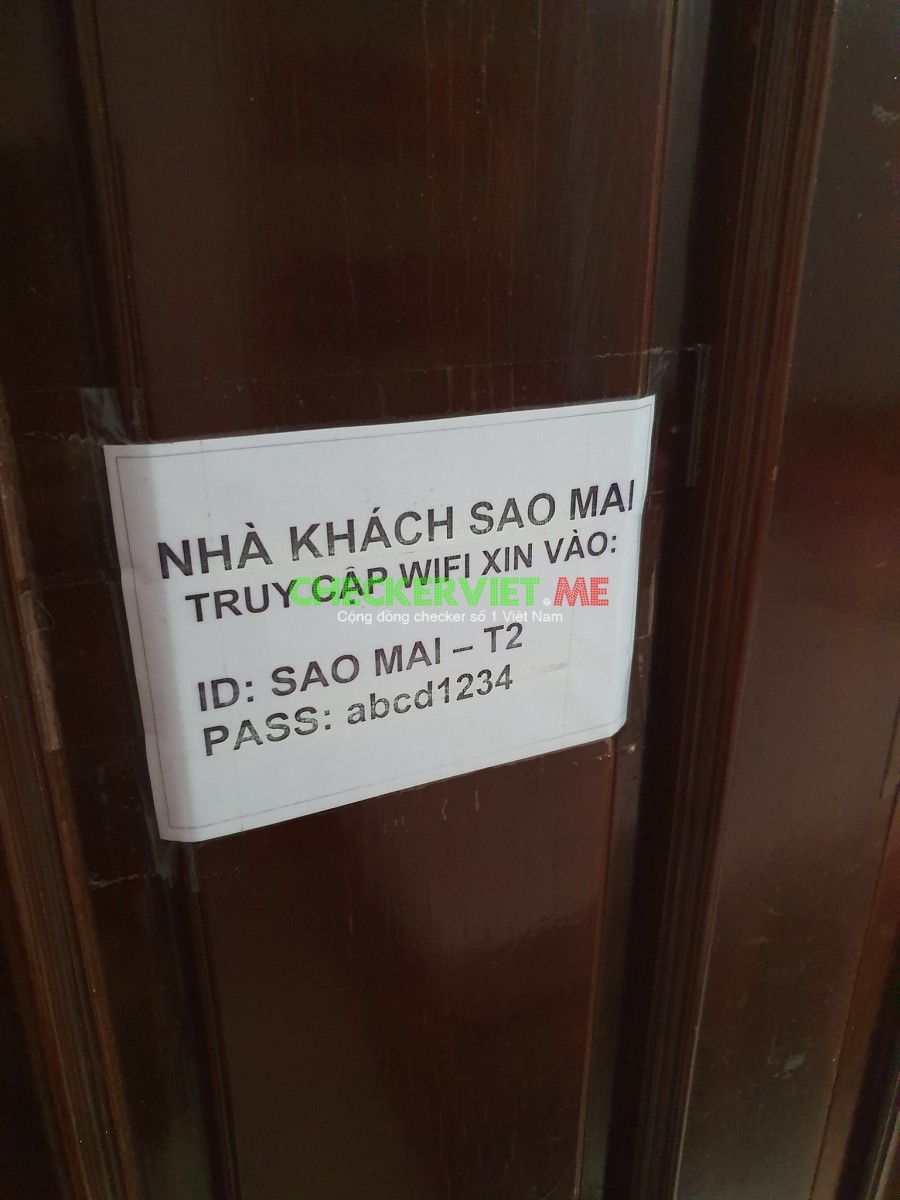 NHÀ KHÁCH SAO MAI
TRUY CẬP WIFI XIN VÀO:
CHECKERVIET.ME
Cộng đồng checker số 1 Việt Nam
ID: SAO MAI – T2
PASS: abcd1234